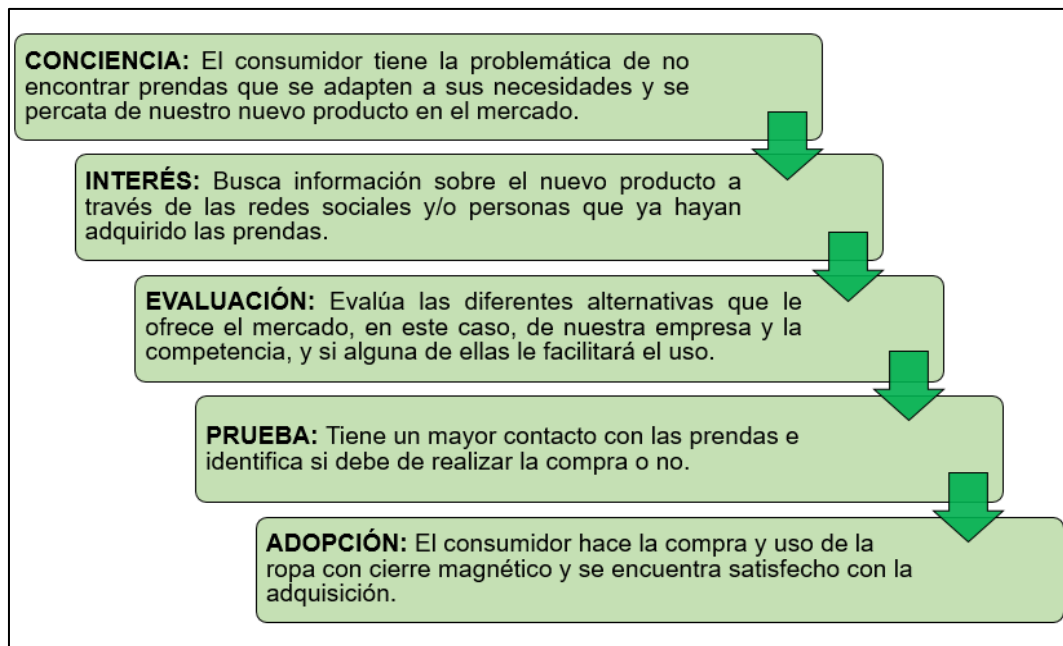 CONCIENCIA: El consumidor tiene la problemática de no
encontrar prendas que se adapten a sus necesidades y se
percata de nuestro nuevo producto en el mercado.
INTERÉS: Busca información sobre el nuevo producto a
través de las redes sociales y/o personas que ya hayan
adquirido las prendas.
EVALUACIÓN: Evalúa las diferentes alternativas que le
ofrece el mercado, en este caso, de nuestra empresa y la
competencia, y si alguna de ellas le facilitará el uso.
PRUEBA: Tiene un mayor contacto con las prendas e
identifica si debe de realizar la compra o no.
ADOPCIÓN: El consumidor hace la compra y uso de la
ropa con cierre magnético y se encuentra satisfecho con la
adquisición.